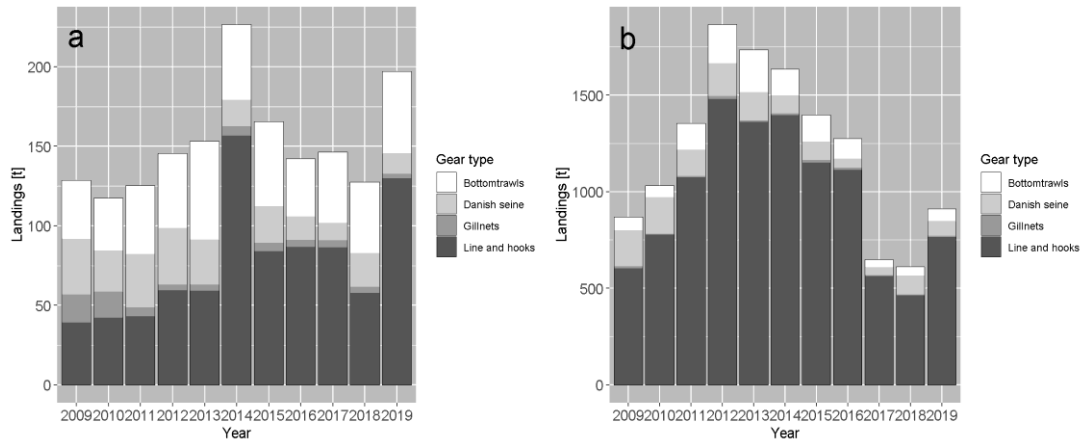 a
200
150
100
50
0
Landings [t]
2009 2010 2011 2012 2013 2014 2015 2016 2017 2018 2019
Year
Gear type
Bottomtrawls
Danish seine
Gillnets
Line and hooks
b
1500
1000
500
0
Landings [t]
2009 2010 2011 2012 2013 2014 2015 2016 2017 2018 2019
Year
Gear type
Bottomtrawls
Danish seine
Gillnets
Line and hooks